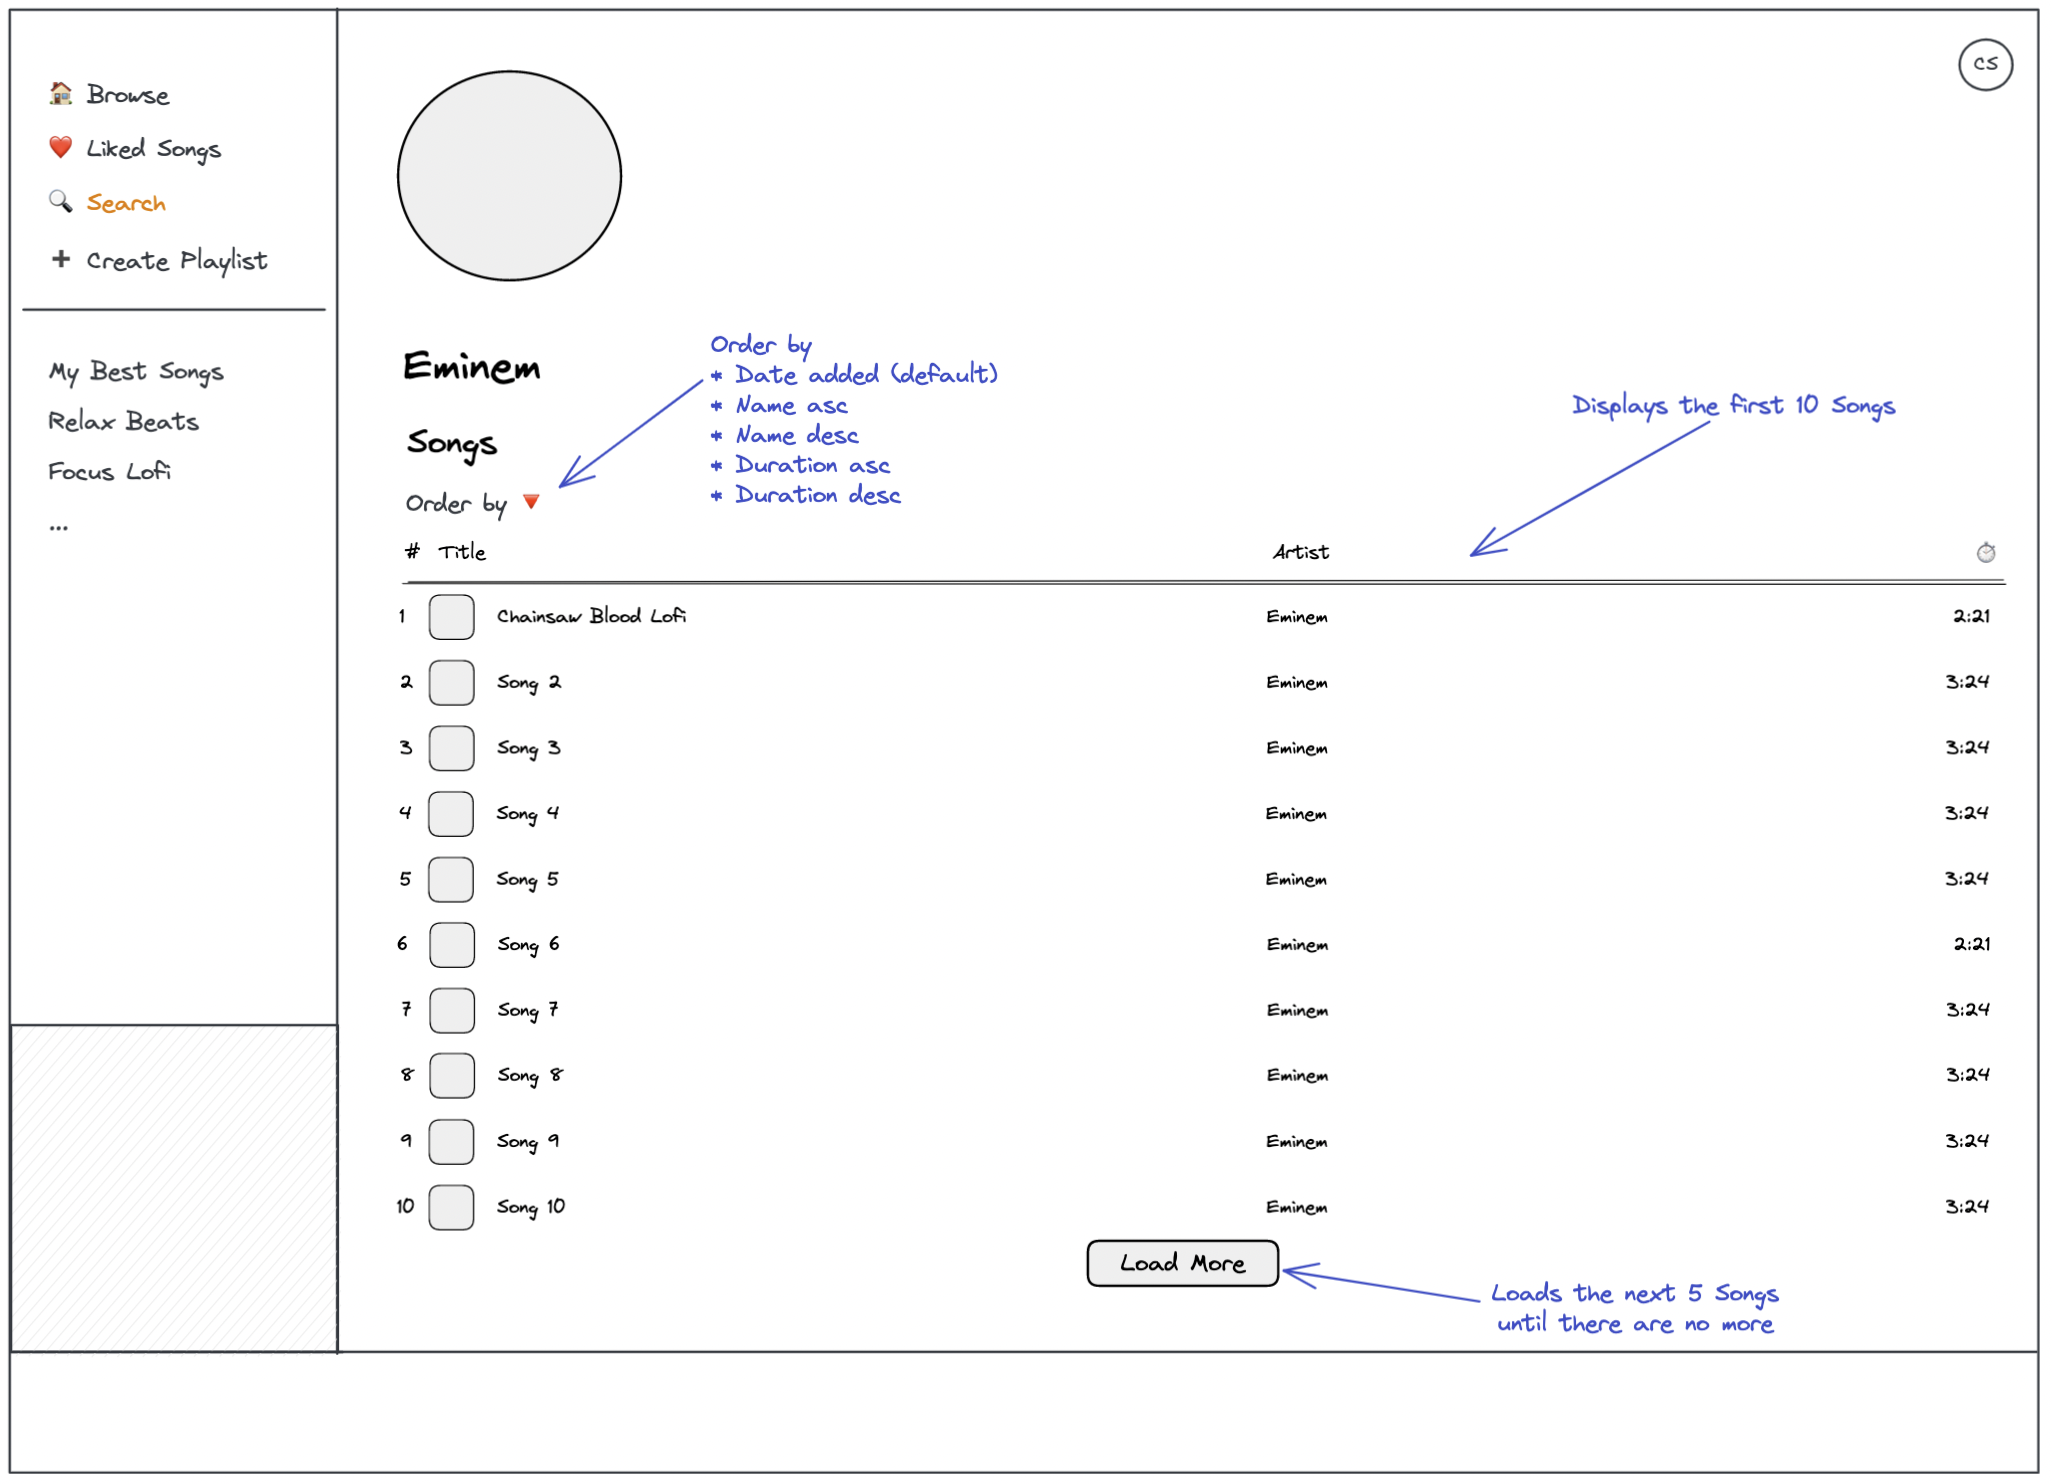 CS
Browse
Liked Songs
Search
Create Playlist
My Best Songs
Relax Beats
Focus Lofi
...
Eminem
Songs
Order by
Order by
* Date added (default)
* Name asc
* Name desc
* Duration asc
* Duration desc
Displays the first 10 Songs
# Title Artist
1 Chainsaw Blood Lofi Eminem 2:21
2 Song 2 Eminem 3:24
3 Song 3 Eminem 3:24
4 Song 4 Eminem 3:24
5 Song 5 Eminem 3:24
6 Song 6 Eminem 2:21
7 Song 7 Eminem 3:24
8 Song 8 Eminem 3:24
9 Song 9 Eminem 3:24
10 Song 10 Eminem 3:24
Load More
Loads the next 5 Songs
until there are no more